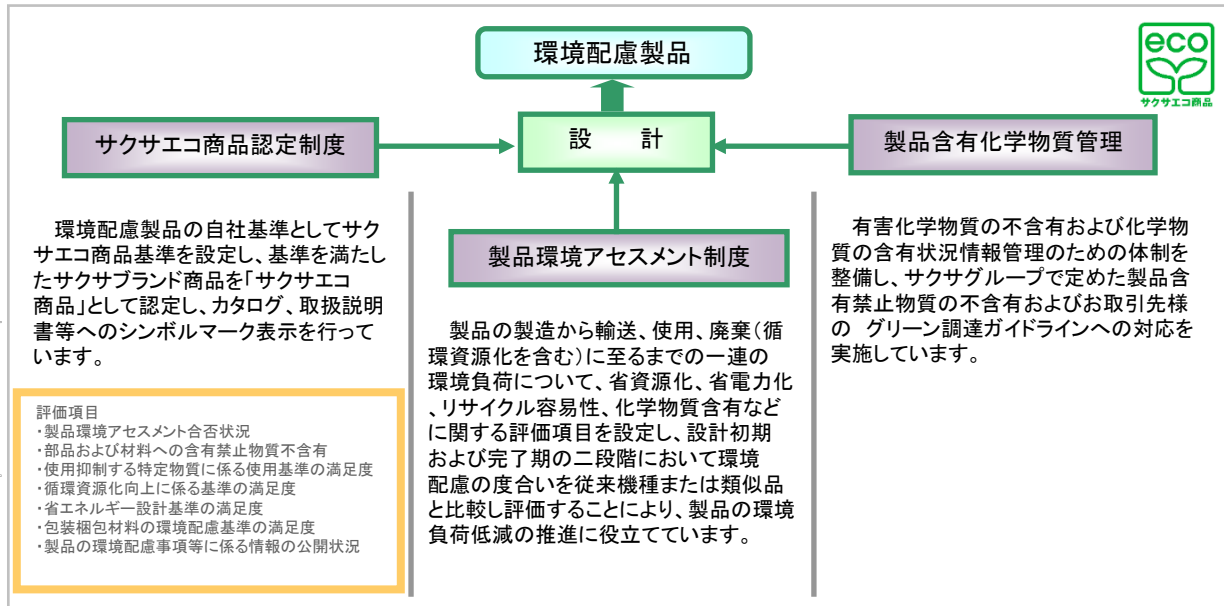 環境配慮製品
eco
サクサエコ商品
サクサエコ商品認定制度
設　計
製品含有化学物質管理
　環境配慮製品の自社基準としてサク
サエコ商品基準を設定し、基準を満たし
たサクサブランド商品を「サクサエコ
商品」として認定し、カタログ、取扱説明
書等へのシンボルマーク表示を行って
います。
評価項目
・製品環境アセスメント合否状況
・部品および材料への含有禁止物質不含有
・使用抑制する特定物質に係る使用基準の満足度
・循環資源化向上に係る基準の満足度
・省エネルギー設計基準の満足度
・包装梱包材料の環境配慮基準の満足度
・製品の環境配慮事項等に係る情報の公開状況
製品環境アセスメント制度
　製品の製造から輸送、使用、廃棄（循
環資源化を含む）に至るまでの一連の
環境負荷について、省資源化、省電力化
、リサイクル容易性、化学物質含有など
に関する評価項目を設定し、設計初期
および完了期の二段階において環境
配慮の度合いを従来機種または類似品
と比較し評価することにより、製品の環境
負荷低減の推進に役立てています。
　有害化学物質の不含有および化学物
質の含有状況情報管理のための体制を
整備し、サクサグループで定めた製品含
有禁止物質の不含有およびお取引先様
の　グリーン調達ガイドラインへの対応を
実施しています。